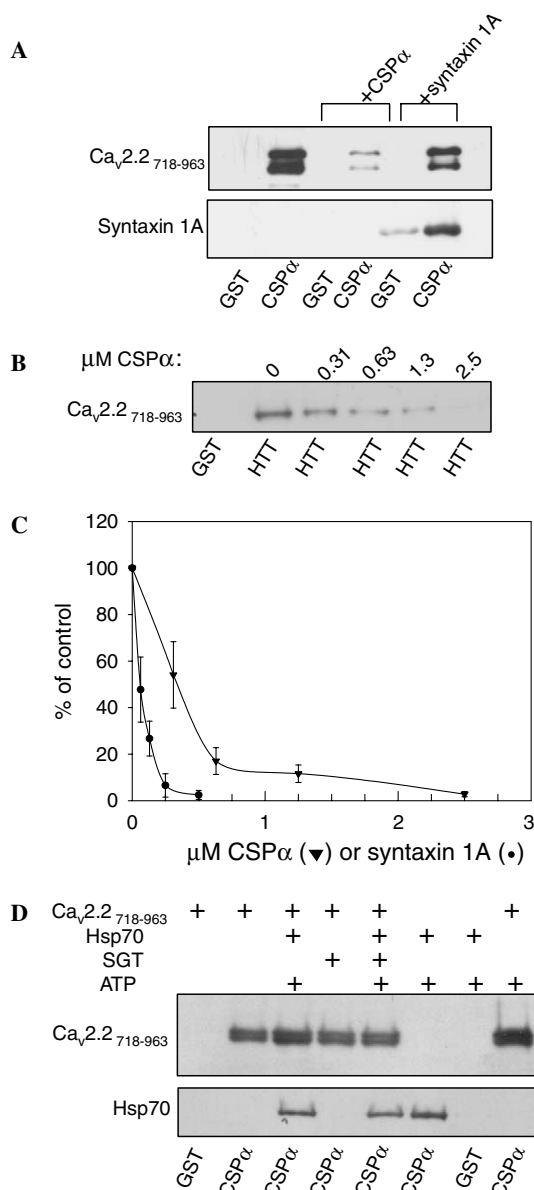 A
+CSPα
+syntaxin 1A
Cav2.2 718-963
Syntaxin 1A
GST
CSPα
GST
CSPα
GST
CSPα
B
μM CSPα:
0
0.31
0.63
1.3
2.5
Cav2.2 718-963
GST
HTT
HTT
HTT
HTT
HTT
C
120
100
80
60
40
20
0
% of control
0
1
2
3
μM CSPα (▼) or syntaxin 1A (•)
D
Cav2.2 718-963 + + + + + +
Hsp70 + + + +
SGT + +
ATP + + + + +
Cav2.2 718-963
Hsp70
GST
CSPα
CSPα
CSPα
CSPα
CSPα
GST
CSPα